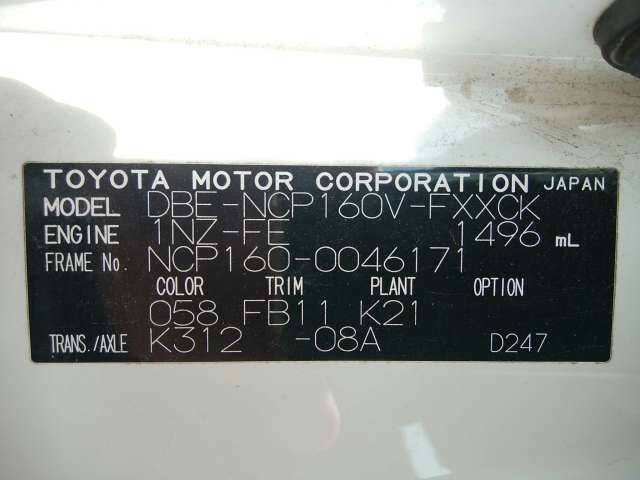 TOYOTA MOTOR CORPORATION JAPAN
MODEL DBE-NCP160V-FXXCK
ENGINE 1NZ-FE 1496 mL
FRAME No. NCP160-0046171
COLOR TRIM PLANT OPTION
058 FB11 K21
TRANS./AXLE K312 -08A D247